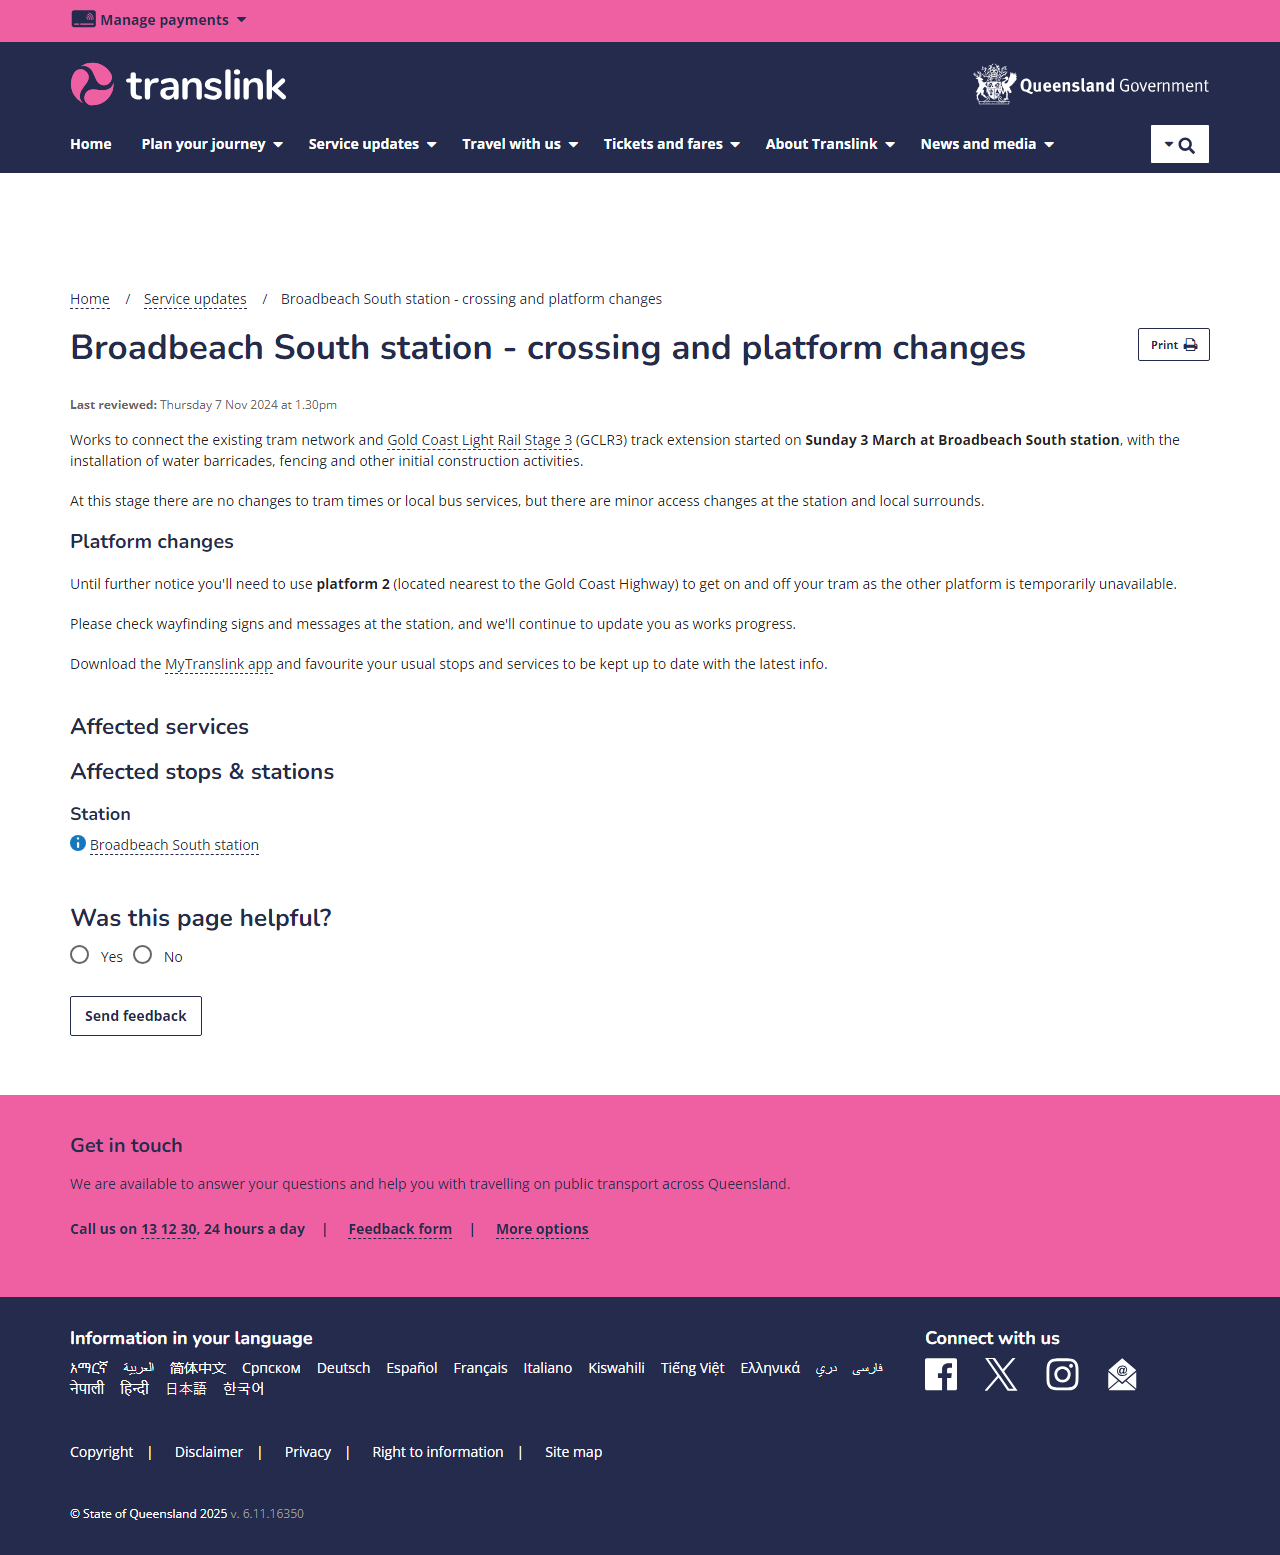 Manage payments
translink
Queensland Government
Home Plan your journey Service updates Travel with us Tickets and fares About Translink News and media
Home / Service updates / Broadbeach South station - crossing and platform changes
Broadbeach South station - crossing and platform changes
Print
Last reviewed: Thursday 7 Nov 2024 at 1.30pm
Works to connect the existing tram network and Gold Coast Light Rail Stage 3 (GCLR3) track extension started on Sunday 3 March at Broadbeach South station, with the
installation of water barricades, fencing and other initial construction activities.
At this stage there are no changes to tram times or local bus services, but there are minor access changes at the station and local surrounds.
Platform changes
Until further notice you'll need to use platform 2 (located nearest to the Gold Coast Highway) to get on and off your tram as the other platform is temporarily unavailable.
Please check wayfinding signs and messages at the station, and we'll continue to update you as works progress.
Download the MyTranslink app and favourite your usual stops and services to be kept up to date with the latest info.
Affected services
Affected stops & stations
Station
Broadbeach South station
Was this page helpful?
Yes No
Send feedback
Get in touch
We are available to answer your questions and help you with travelling on public transport across Queensland.
Call us on 13 12 30, 24 hours a day | Feedback form | More options
Information in your language
አማርኛ العربية 简体中文 Српском Deutsch Español Français Italiano Kiswahili Tiếng Việt Ελληνικά دري فارسی
नेपाली हिन्दी 日本語 한국어
Connect with us
Copyright | Disclaimer | Privacy | Right to information | Site map
© State of Queensland 2025 v. 6.11.16350